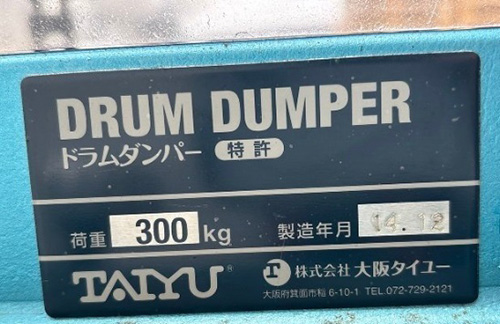 DRUM DUMPER
ドラムダンパー 特許
荷重 300 kg 製造年月 14.12
TAIYU® 株式会社 大阪タイユー
大阪府箕面市稲 6-10-1 TEL.072-729-2121